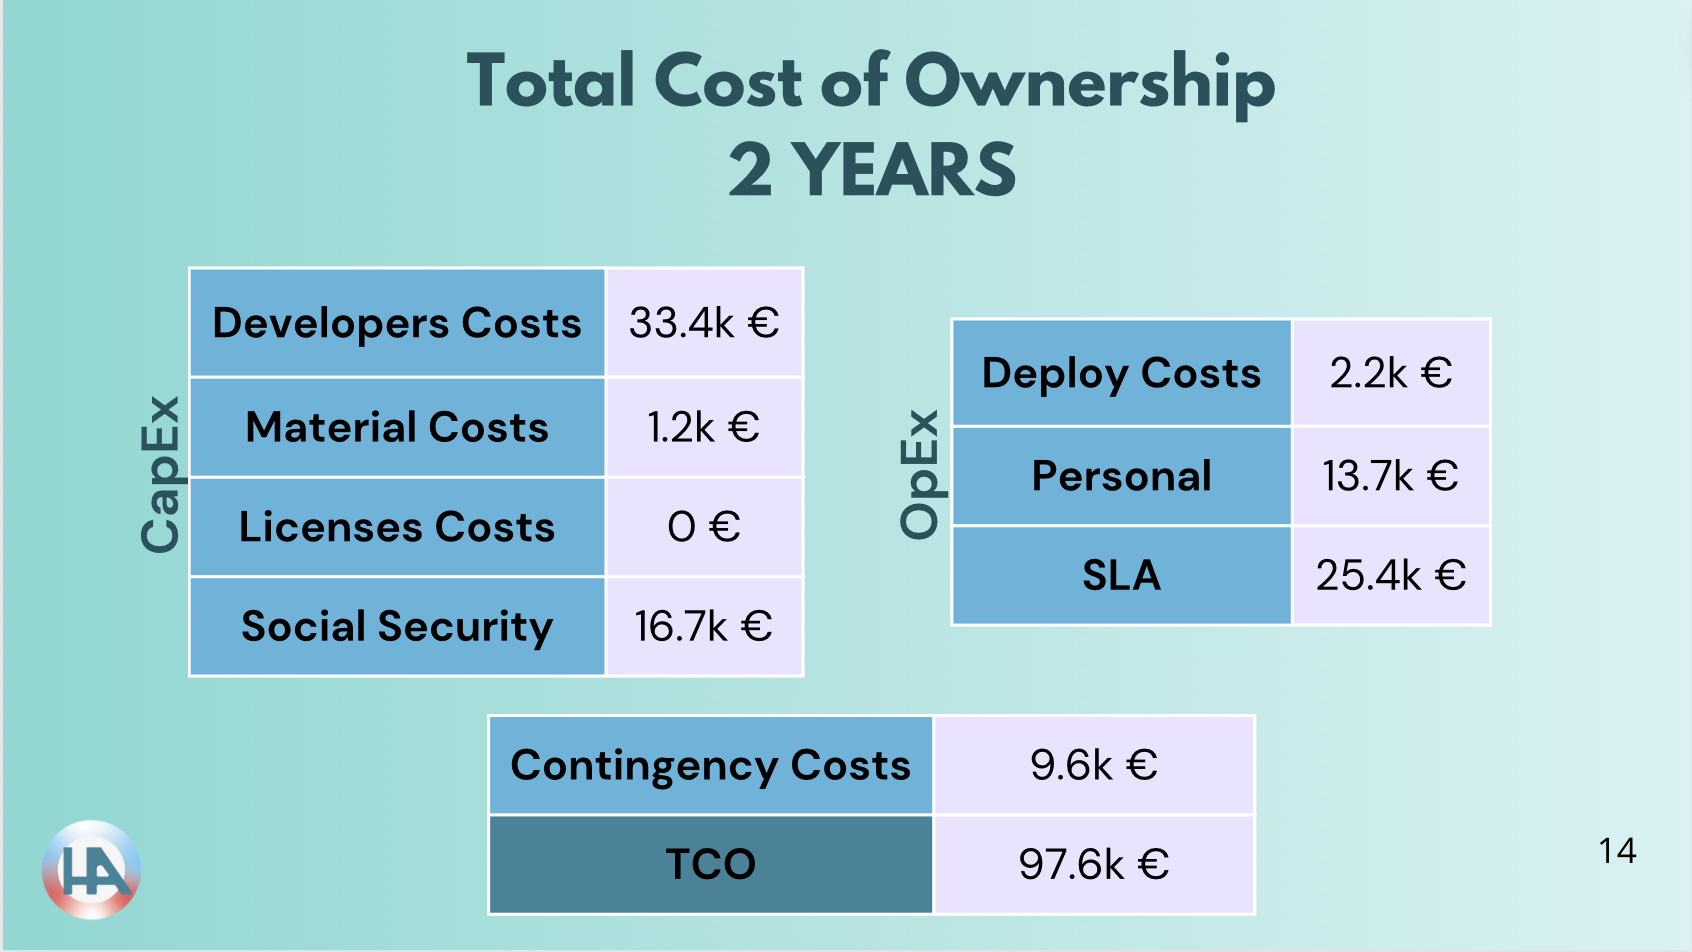 Total Cost of Ownership
2 YEARS
CapEx
Developers Costs 33.4k €
Material Costs 1.2k €
Licenses Costs 0 €
Social Security 16.7k €
OpEx
Deploy Costs 2.2k €
Personal 13.7k €
SLA 25.4k €
Contingency Costs 9.6k €
TCO 97.6k €
HA
14